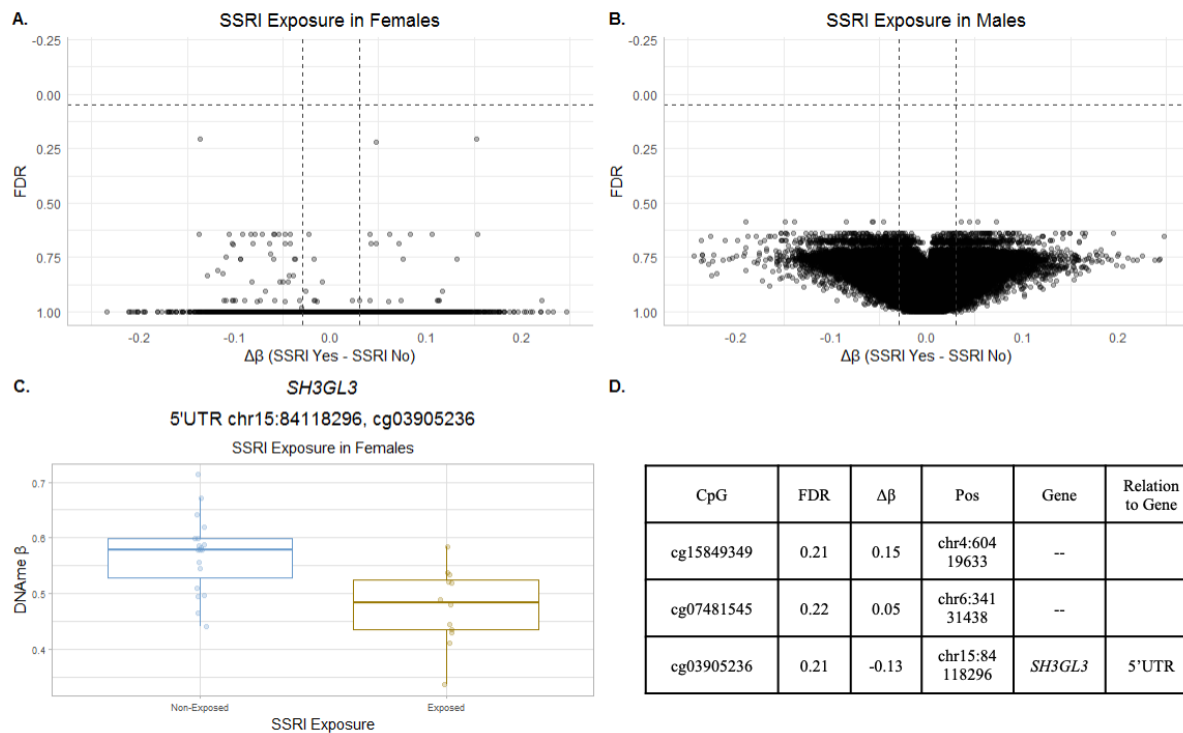 A.
SSRI Exposure in Females
-0.25
0.00
0.25
0.50
0.75
1.00
FDR
-0.2
-0.1
0.0
0.1
0.2
Δβ (SSRI Yes - SSRI No)
B.
SSRI Exposure in Males
-0.25
0.00
0.25
0.50
0.75
1.00
FDR
-0.2
-0.1
0.0
0.1
0.2
Δβ (SSRI Yes - SSRI No)
C.
SH3GL3
5'UTR chr15:84118296, cg03905236
SSRI Exposure in Females
0.7
0.6
0.5
0.4
DNAme β
Non-Exposed
Exposed
SSRI Exposure
D.
CpG FDR Δβ Pos Gene Relation
to Gene
cg15849349 0.21 0.15 chr4:604
19633 --
cg07481545 0.22 0.05 chr6:341
31438 --
cg03905236 0.21 -0.13 chr15:84
118296 SH3GL3 5’UTR